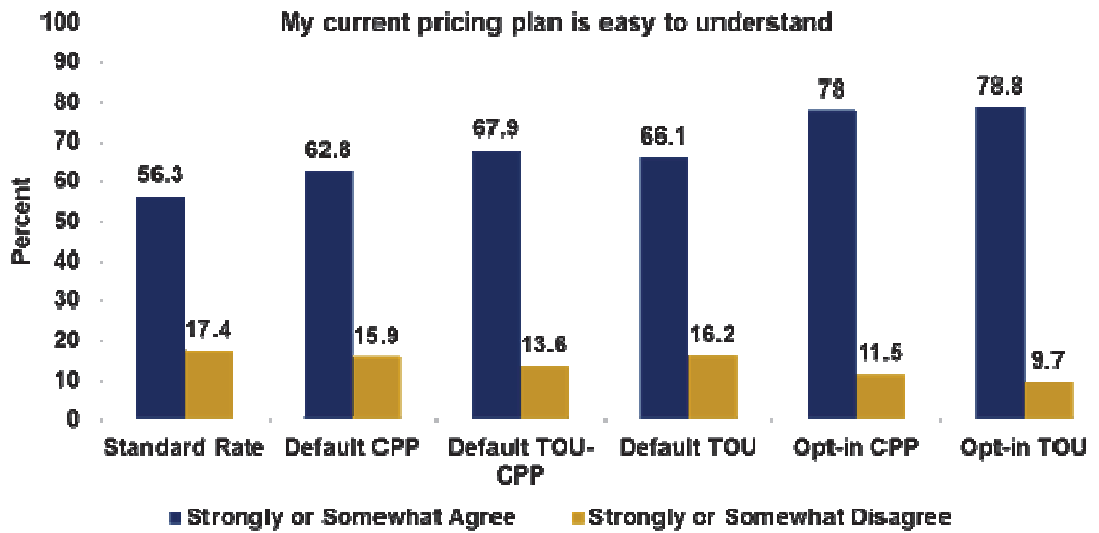 My current pricing plan is easy to understand
Percent
100
90
80
70
60
50
40
30
20
10
0
56.3
17.4
62.8
15.9
67.9
13.6
66.1
16.2
78
11.5
78.8
9.7
Standard Rate
Default CPP
Default TOU-
CPP
Default TOU
Opt-in CPP
Opt-in TOU
Strongly or Somewhat Agree
Strongly or Somewhat Disagree